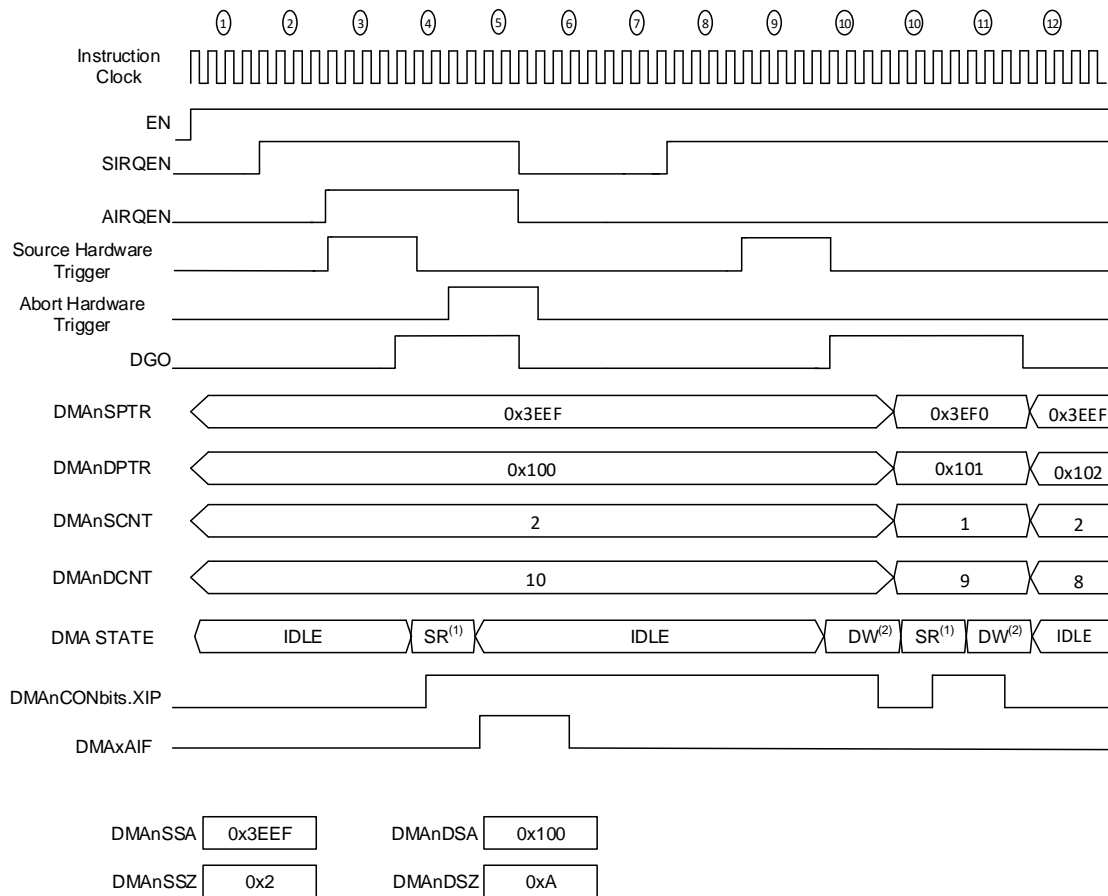 1 2 3 4 5 6 7 8 9 10 10 11 12
Instruction
Clock
EN
SIRQEN
AIRQEN
Source Hardware
Trigger
Abort Hardware
Trigger
DGO
DMAnSPTR 0x3EEF 0x3EF0 0x3EEF
DMAnDPTR 0x100 0x101 0x102
DMAnSCNT 2 1 2
DMAnDCNT 10 9 8
DMA STATE IDLE SR(1) IDLE DW(2) SR(1) DW(2) IDLE
DMAnCONbits.XIP
DMAxAIF
DMAnSSA 0x3EEF DMAnDSA 0x100
DMAnSSZ 0x2 DMAnDSZ 0xA